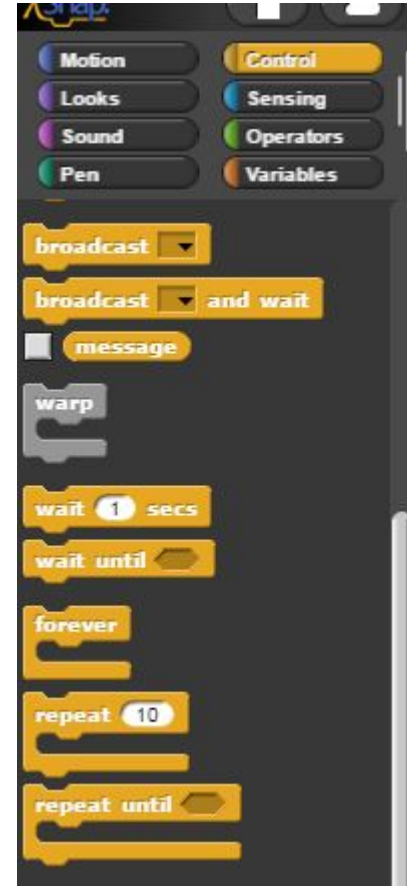 Snap!
Motion Control
Looks Sensing
Sound Operators
Pen Variables
broadcast
broadcast and wait
message
warp
wait 1 secs
wait until
forever
repeat 10
repeat until